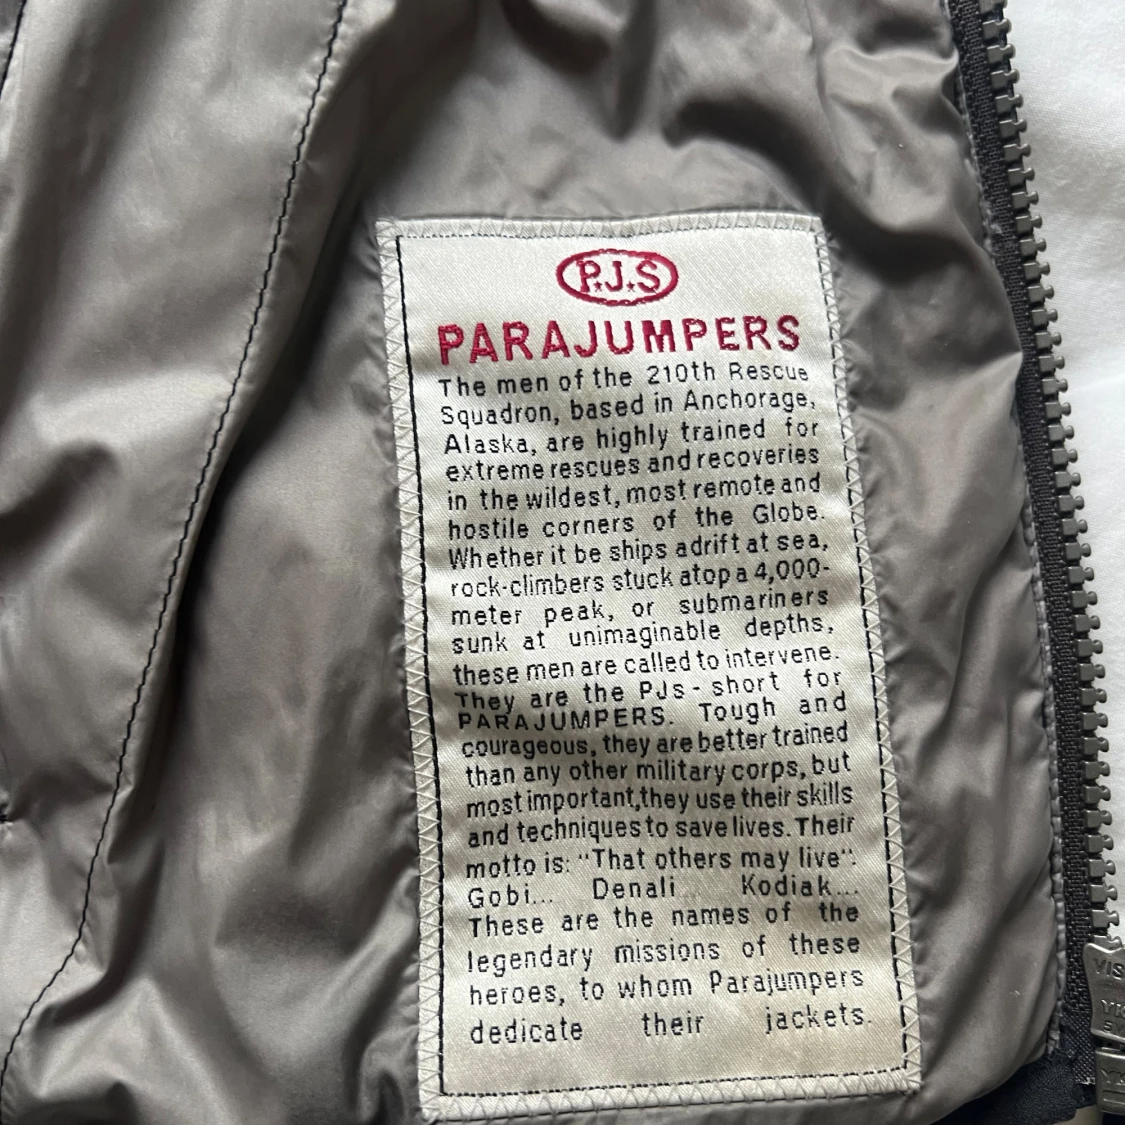 P.J.S
PARAJUMPERS
The men of the 210th Rescue
Squadron, based in Anchorage,
Alaska, are highly trained for
extreme rescues and recoveries
in the wildest, most remote and
hostile corners of the Globe.
Whether it be ships adrift at sea,
rock-climbers stuck atop a 4,000-
meter peak, or submariners
sunk at unimaginable depths,
these men are called to intervene.
They are the PJs - short for
PARAJUMPERS. Tough and
courageous, they are better trained
than any other military corps, but
most important,they use their skills
and techniques to save lives. Their
motto is: "That others may live".
Gobi... Denali... Kodiak...
These are the names of the
legendary missions of these
heroes, to whom Parajumpers
dedicate their jackets.